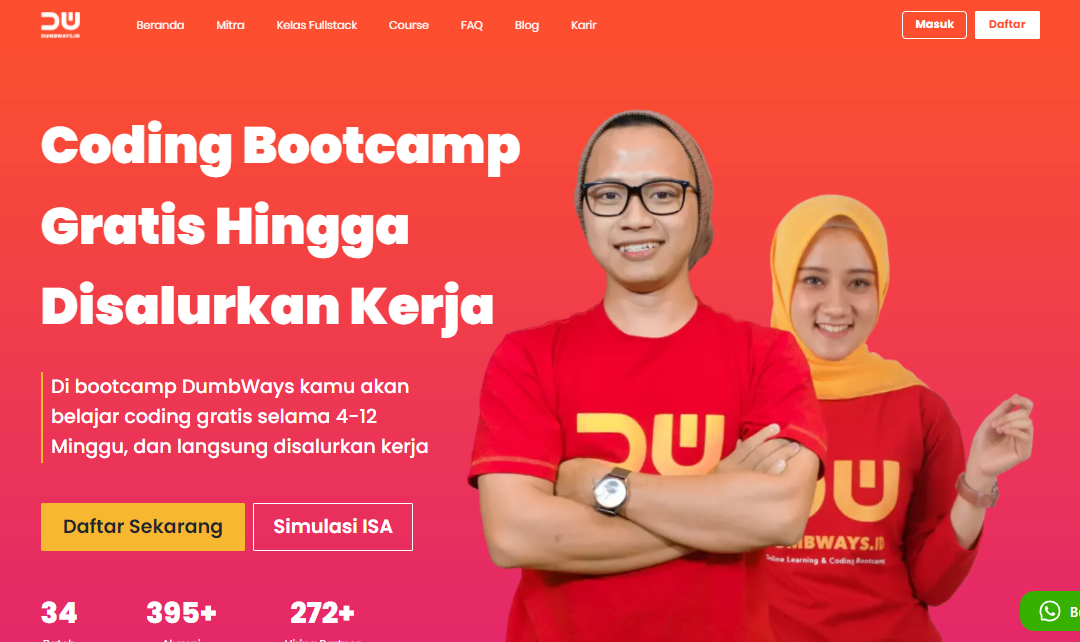 DW
DUMBWAYS.ID
Beranda
Mitra
Kelas Fullstack
Course
FAQ
Blog
Karir
Masuk
Daftar
Coding Bootcamp
Gratis Hingga
Disalurkan Kerja
Di bootcamp DumbWays kamu akan
belajar coding gratis selama 4-12
Minggu, dan langsung disalurkan kerja
Daftar Sekarang
Simulasi ISA
DW
DW
DUMBWAYS.ID
Online Learning & Coding Bootcamp
34
395+
272+